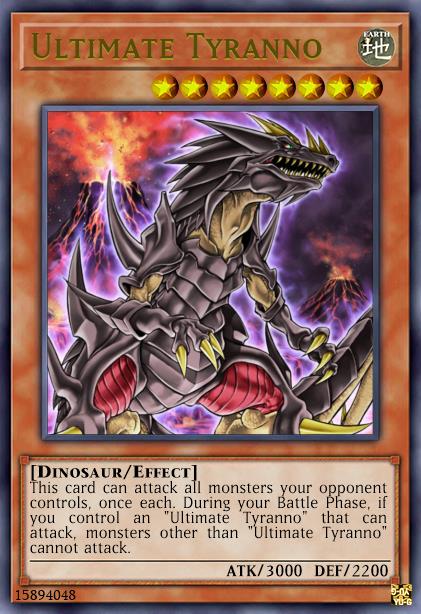 ULTIMATE TYRANNO
EARTH
地
[DINOSAUR/EFFECT]
This card can attack all monsters your opponent
controls, once each. During your Battle Phase, if
you control an "Ultimate Tyranno" that can
attack, monsters other than "Ultimate Tyranno"
cannot attack.
ATK/3000 DEF/2200
15894048